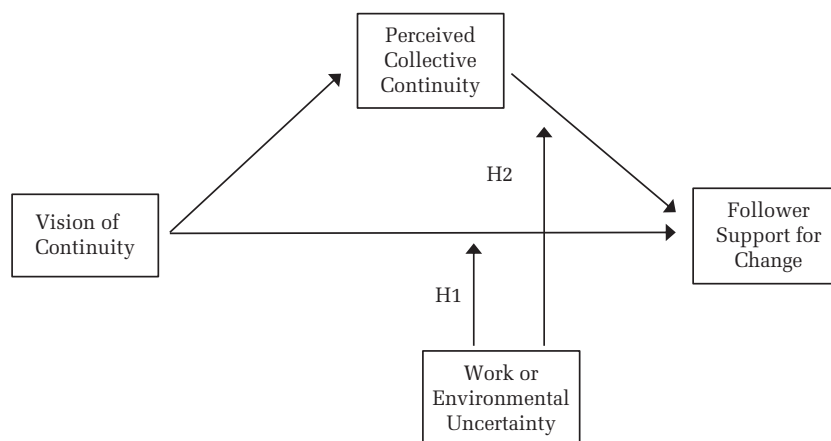 Perceived
Collective
Continuity
H2
Vision of
Continuity
Follower
Support for
Change
H1
Work or
Environmental
Uncertainty